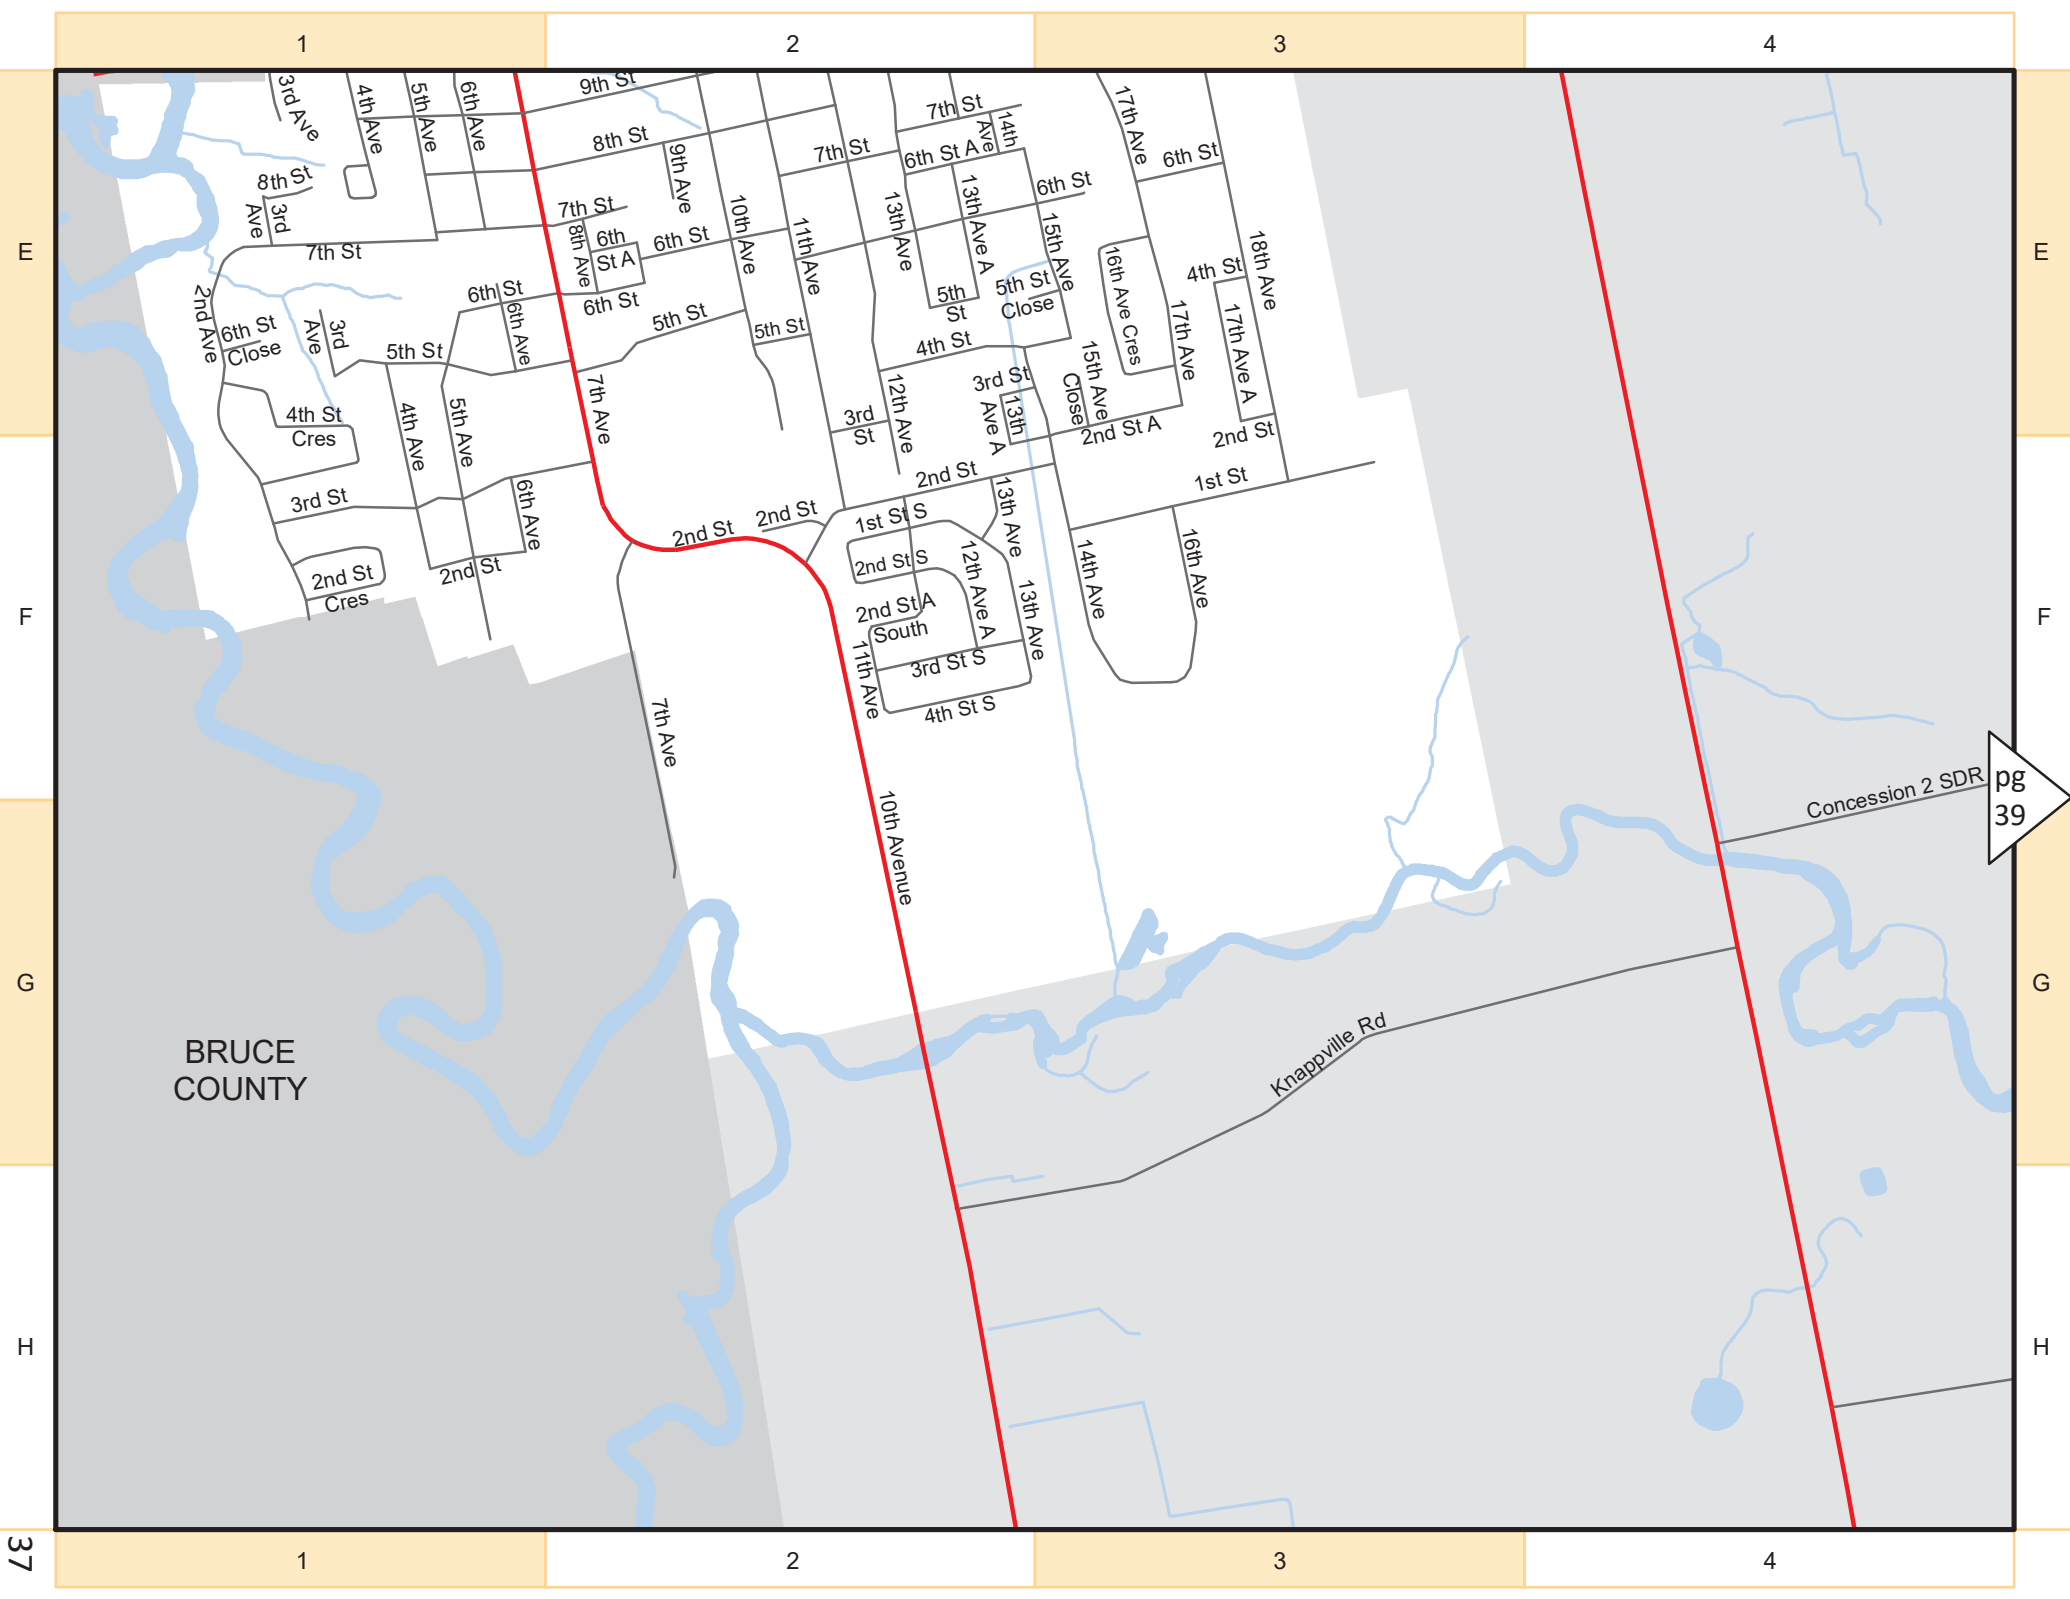 1
2
3
4
3rd Ave
4th Ave
5th Ave
6th Ave
9th St
8th St
7th St
14th
Ave
17th Ave
6th St
7th St
6th St A
9th Ave
8th St
3rd
Ave
7th St
8th Ave
6th
St A
6th St
10th Ave
11th Ave
13th Ave
13th Ave A
6th St
15th Ave
18th Ave
E
E
7th St
2nd Ave
6th St
6th Ave
6th St
5th St
5th St
5th
St
5th St
Close
16th Ave Cres
4th St
17th Ave
17th Ave A
6th St
Close
3rd
Ave
5th St
7th Ave
4th St
12th Ave
3rd St
13th
Ave A
15th Ave
Close
2nd St A
2nd St
4th St
Cres
4th Ave
5th Ave
3rd
St
2nd St
1st St
3rd St
6th Ave
2nd St
2nd St
2nd St
1st St S
13th Ave
2nd St
Cres
2nd St S
12th Ave A
14th Ave
16th Ave
F
F
2nd St A
South
13th Ave
11th Ave
3rd St S
4th St S
7th Ave
10th Avenue
Concession 2 SDR
pg
39
G
G
BRUCE
COUNTY
Knappville Rd
H
H
37
1
2
3
4